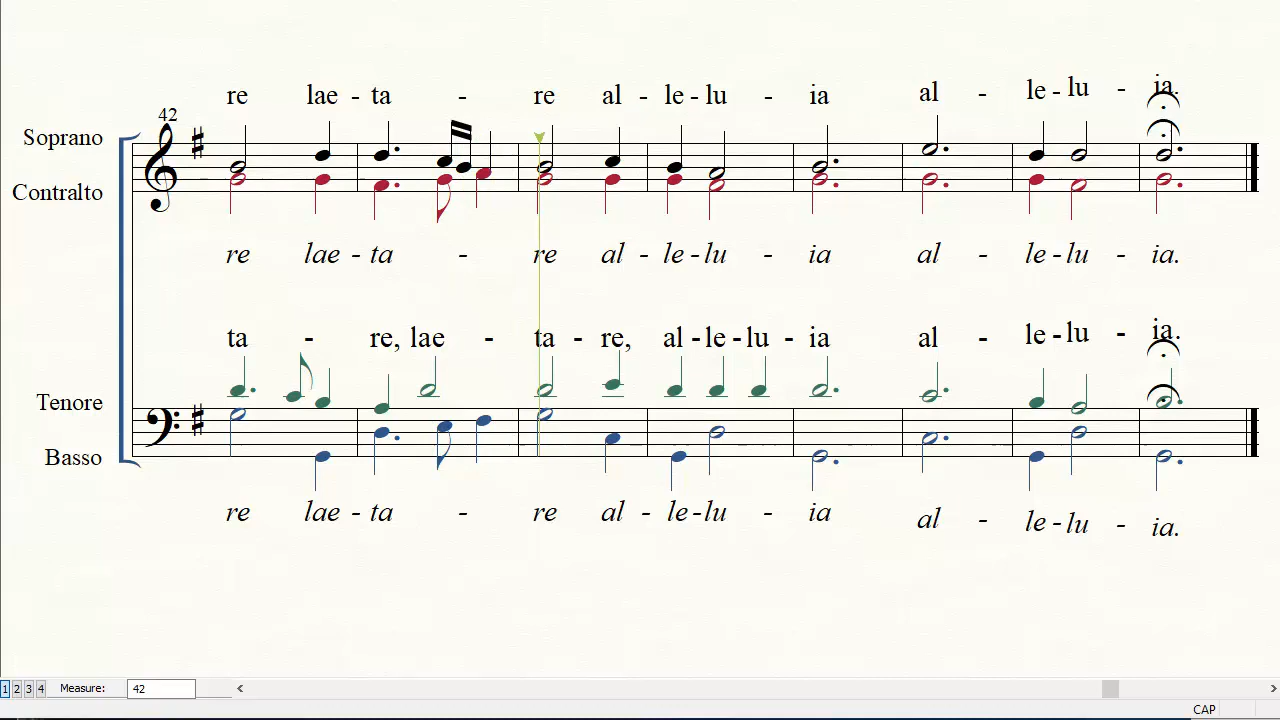 re lae - ta - re al - le - lu - ia al - le - lu - ia.
42
Soprano
Contralto
re lae - ta - re al - le - lu - ia al - le - lu - ia.
ta - re, lae - ta - re, al - le - lu - ia al - le - lu - ia.
Tenore
Basso
re lae - ta - re al - le - lu - ia al - le - lu - ia.
1 2 3 4 Measure: 42
CAP